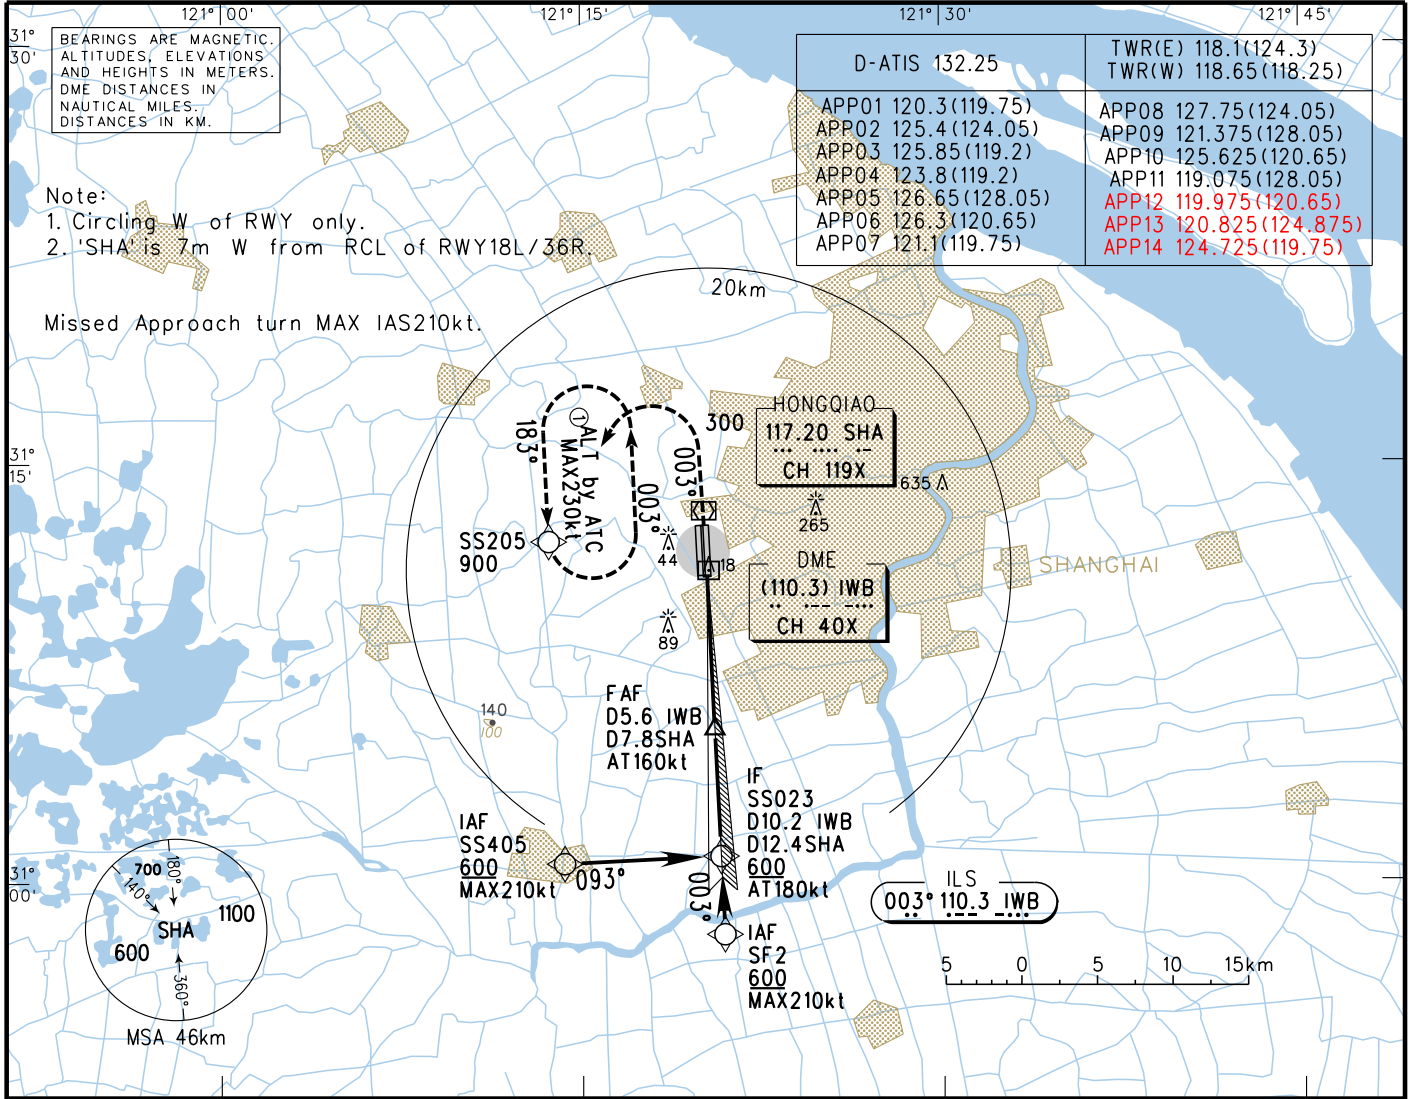 121° 00'
121° 15'
121° 30'
121° 45'
31°
30'
BEARINGS ARE MAGNETIC.
ALTITUDES, ELEVATIONS
AND HEIGHTS IN METERS.
DME DISTANCES IN
NAUTICAL MILES.
DISTANCES IN KM.
D-ATIS 132.25
TWR(E) 118.1(124.3)
TWR(W) 118.65(118.25)
APP01 120.3(119.75)
APP02 125.4(124.05)
APP03 125.85(119.2)
APP04 123.8(119.2)
APP05 126.65(128.05)
APP06 126.3(120.65)
APP07 121.1(119.75)
APP08 127.75(124.05)
APP09 121.375(128.05)
APP10 125.625(120.65)
APP11 119.075(128.05)
APP12 119.975(120.65)
APP13 120.825(124.875)
APP14 124.725(119.75)
Note:
1. Circling W of RWY only.
2. 'SHA' is 7m W from RCL of RWY18L/36R.
Missed Approach turn MAX IAS210kt.
20km
31°
15'
183°
1
ALT by ATC
MAX230kt
003°
003°
300
HONGQIAO
117.20 SHA
CH 119X
635
265
SS205
900
44
18
DME
(110.3) IWB
CH 40X
SHANGHAI
89
140
100
FAF
D5.6 IWB
D7.8SHA
AT160kt
IF
SS023
D10.2 IWB
D12.4SHA
600
AT180kt
IAF
SS405
600
MAX210kt
093°
003°
IAF
SF2
600
MAX210kt
31°
00'
ILS
003° 110.3 IWB
700
180°
140°
1100
SHA
600
360°
MSA 46km
5 0 5 10 15km